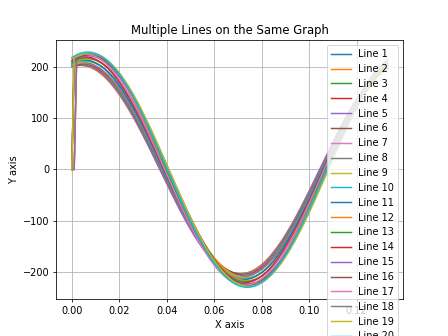 Multiple Lines on the Same Graph
Y axis
200
100
0
−100
−200
0.00
0.02
0.04
0.06
0.08
0.10
X axis
Line 1
Line 2
Line 3
Line 4
Line 5
Line 6
Line 7
Line 8
Line 9
Line 10
Line 11
Line 12
Line 13
Line 14
Line 15
Line 16
Line 17
Line 18
Line 19
Line 20